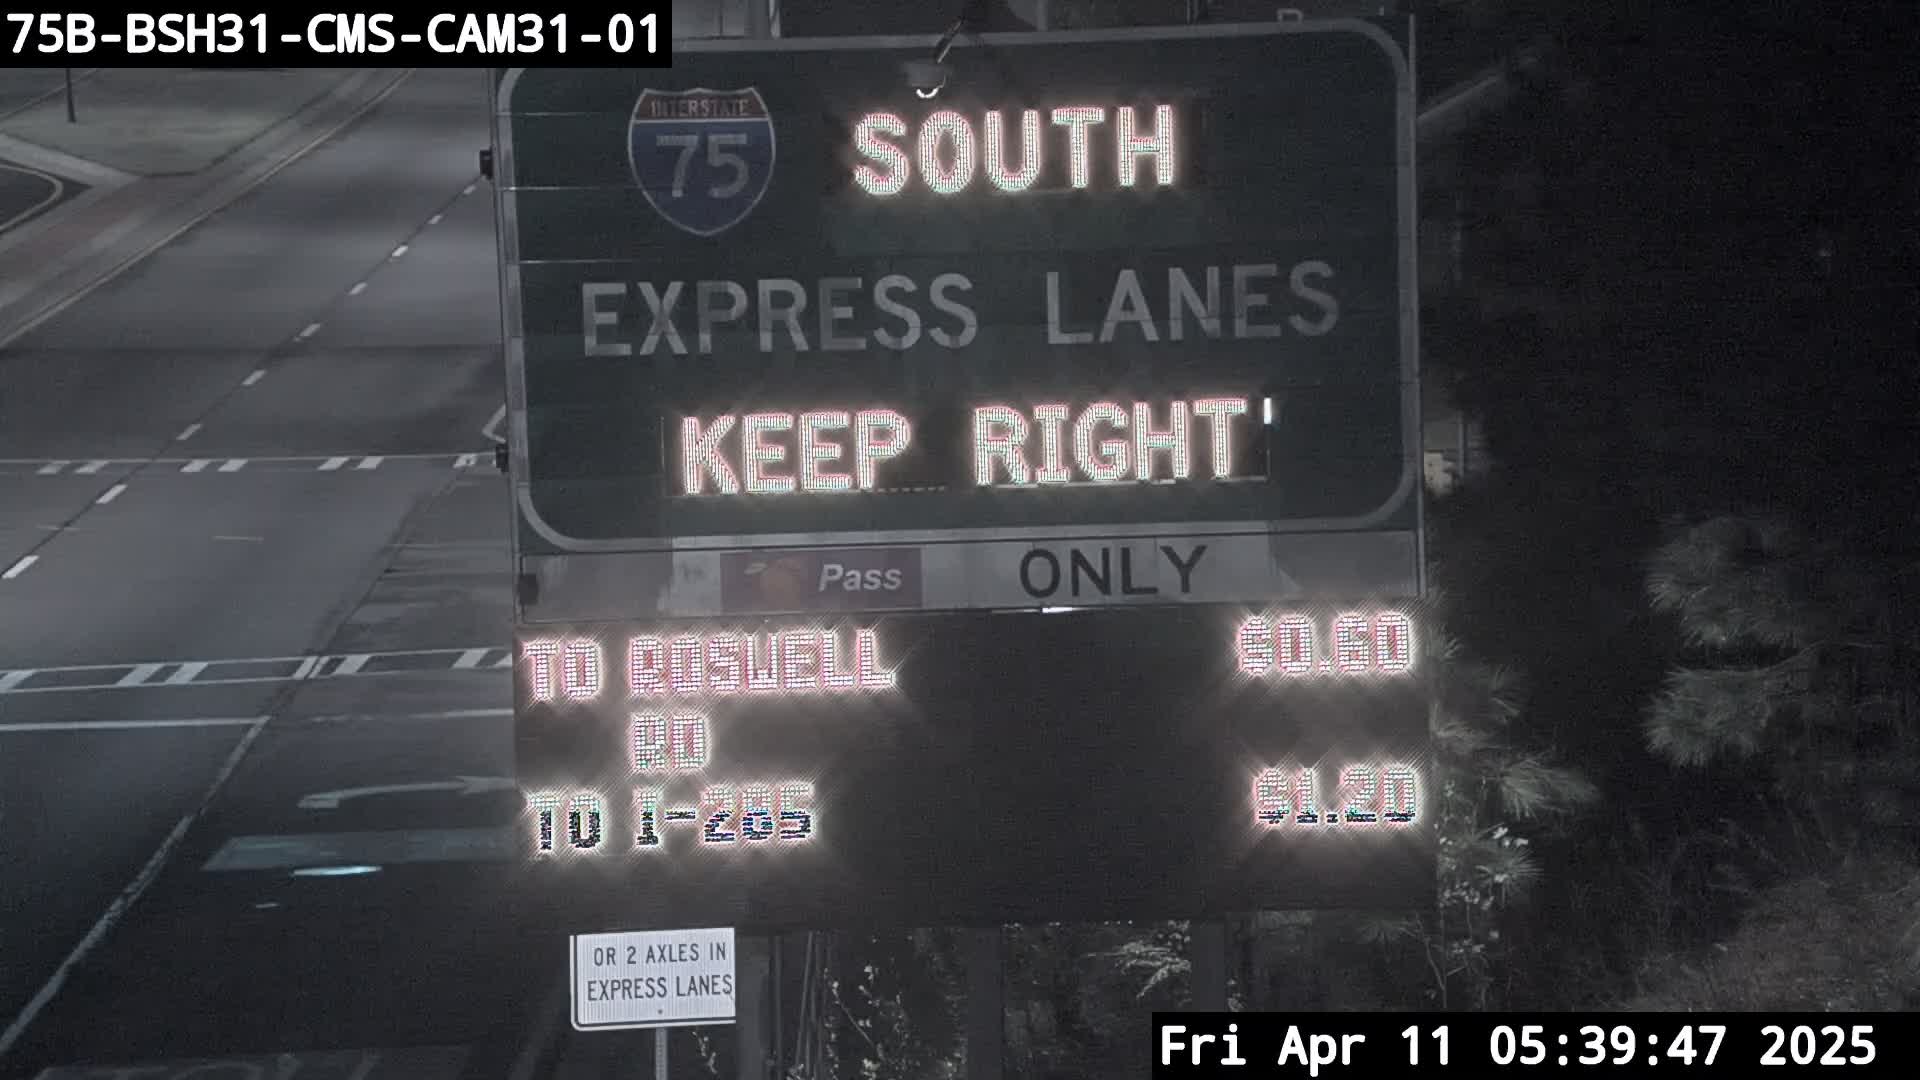 75B-BSH31-CMS-CAM31-01
INTERSTATE
75
SOUTH
EXPRESS LANES
KEEP RIGHT
Pass ONLY
TO ROSWELL $0.60
RD
TO I-285 $1.20
OR 2 AXLES IN
EXPRESS LANES
Fri Apr 11 05:39:47 2025